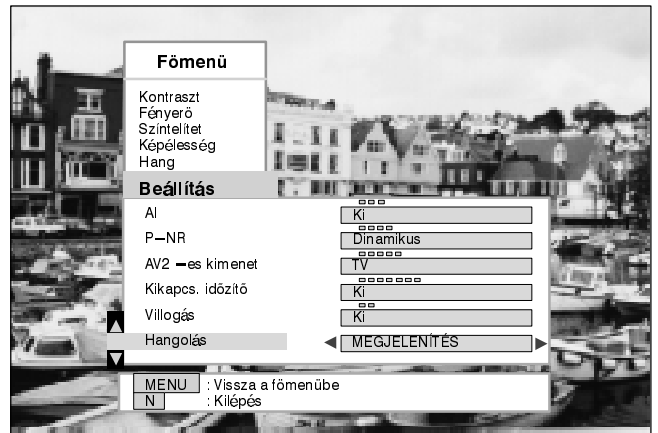 Fömenü
Kontraszt
Fényerö
Színtelítet
Képélesség
Hang
Beállítás
AI Ki
P–NR Dinamikus
AV2 –es kimenet TV
Kikapcs. időzítő Ki
Villogás Ki
Hangolás MEGJELENÍTÉS
MENU : Vissza a fömenübe
N : Kilépés